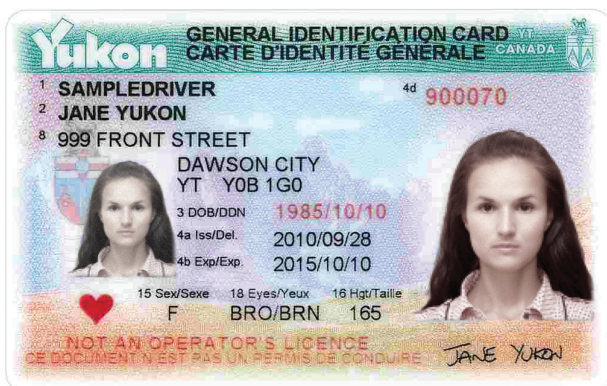 Yukon
GENERAL IDENTIFICATION CARD YT
CARTE D'IDENTITÉ GÉNÉRALE CANADA
1 SAMPLEDRIVER 4d 900070
2 JANE YUKON
8 999 FRONT STREET
DAWSON CITY
YT Y0B 1G0
3 DOB/DDN 1985/10/10
4a Iss/Del. 2010/09/28
4b Exp/Exp. 2015/10/10
15 Sex/Sexe 18 Eyes/Yeux 16 Hgt/Taille
F BRO/BRN 165
NOT AN OPERATOR'S LICENCE
CE DOCUMENT N'EST PAS UN PERMIS DE CONDUIRE
JANE YUKON